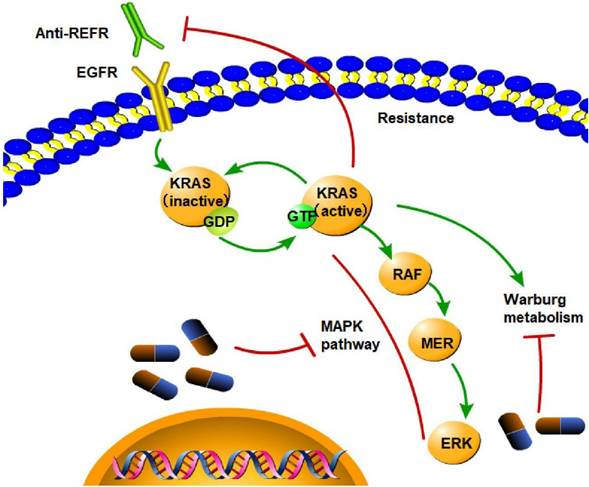 Anti-REFR
EGFR
Resistance
KRAS
(inactive)
GDP
KRAS
(active)
GTP
RAF
Warburg
metabolism
MAPK
pathway
MER
ERK